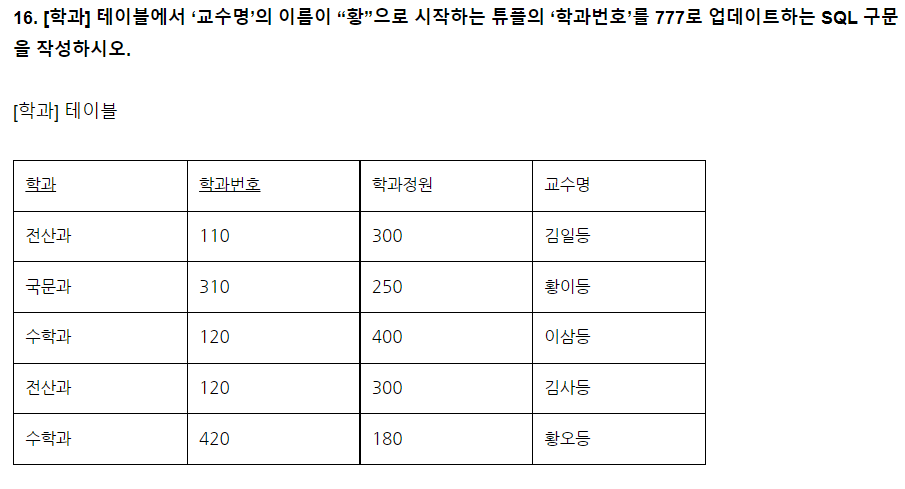 16. [학과] 테이블에서 ‘교수명’의 이름이 “황”으로 시작하는 튜플의 ‘학과번호’를 777로 업데이트하는 SQL 구문
을 작성하시오.
[학과] 테이블
학과 학과번호 학과정원 교수명
전산과 110 300 김일등
국문과 310 250 황이등
수학과 120 400 이삼등
전산과 120 300 김사등
수학과 420 180 황오등